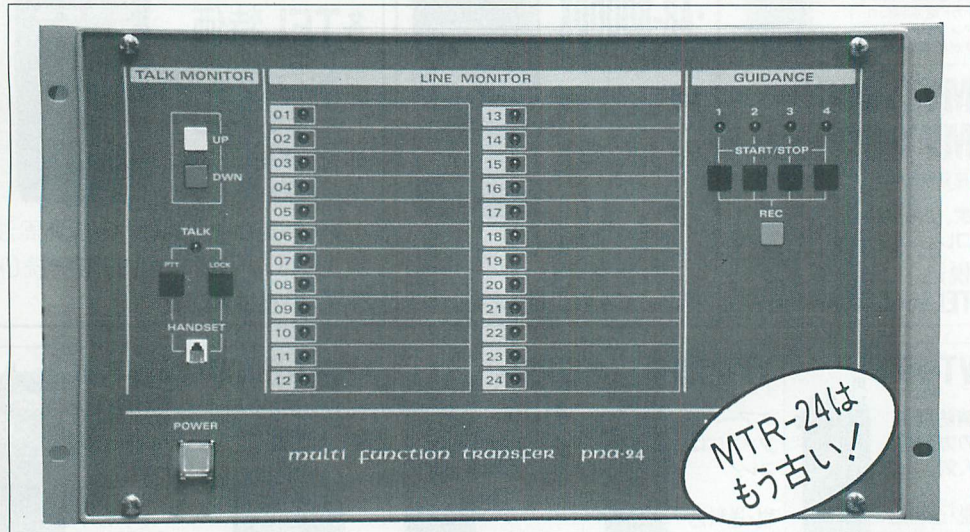 TALK MONITOR
UP
DWN
TALK
PTT
LOCK
HANDSET
LINE MONITOR
01
02
03
04
05
06
07
08
09
10
11
12
13
14
15
16
17
18
19
20
21
22
23
24
GUIDANCE
1 2 3 4
START/STOP
REC
POWER
multi function transfer pna-24
MTR-24は
もう古い!